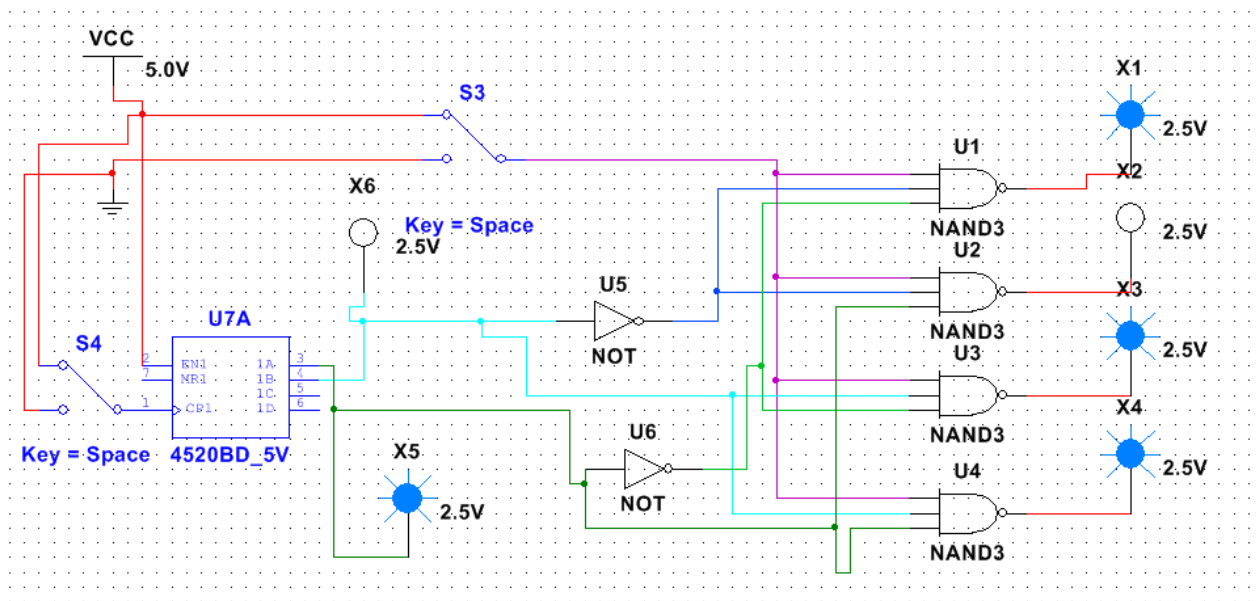 VCC
5.0V
S3
X1
2.5V
U1
X6
X2
Key = Space
2.5V
NAND3
2.5V
U2
U5
X3
U7A
NAND3
S4
NOT
2.5V
U3
2 EN1 1A 3
7 MR1 1B 4
1C 5
1 CP1 1D 6
X4
U6
NAND3
Key = Space
4520BD_5V
X5
2.5V
U4
NOT
2.5V
NAND3